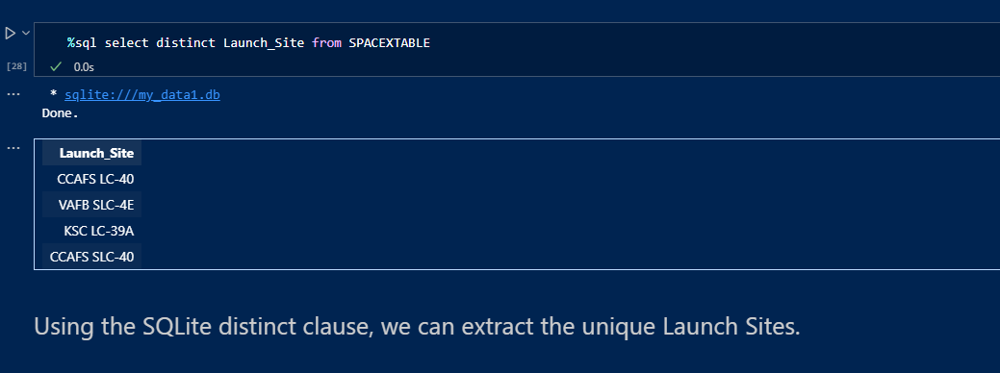 %sql select distinct Launch_Site from SPACEXTABLE
[28]
0.0s
* sqlite:///my_data1.db
Done.
Launch_Site
CCAFS LC-40
VAFB SLC-4E
KSC LC-39A
CCAFS SLC-40
Using the SQLite distinct clause, we can extract the unique Launch Sites.